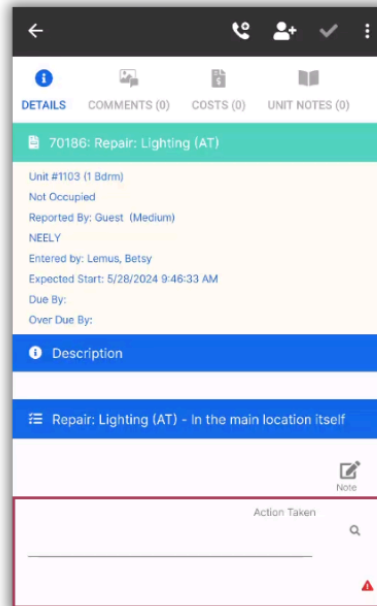 DETAILS COMMENTS (0) COSTS (0) UNIT NOTES (0)
70186: Repair: Lighting (AT)
Unit #1103 (1 Bdrm)
Not Occupied
Reported By: Guest (Medium)
NEELY
Entered by: Lemus, Betsy
Expected Start: 5/28/2024 9:46:33 AM
Due By:
Over Due By:
Description
Repair: Lighting (AT) - In the main location itself
Note
Action Taken